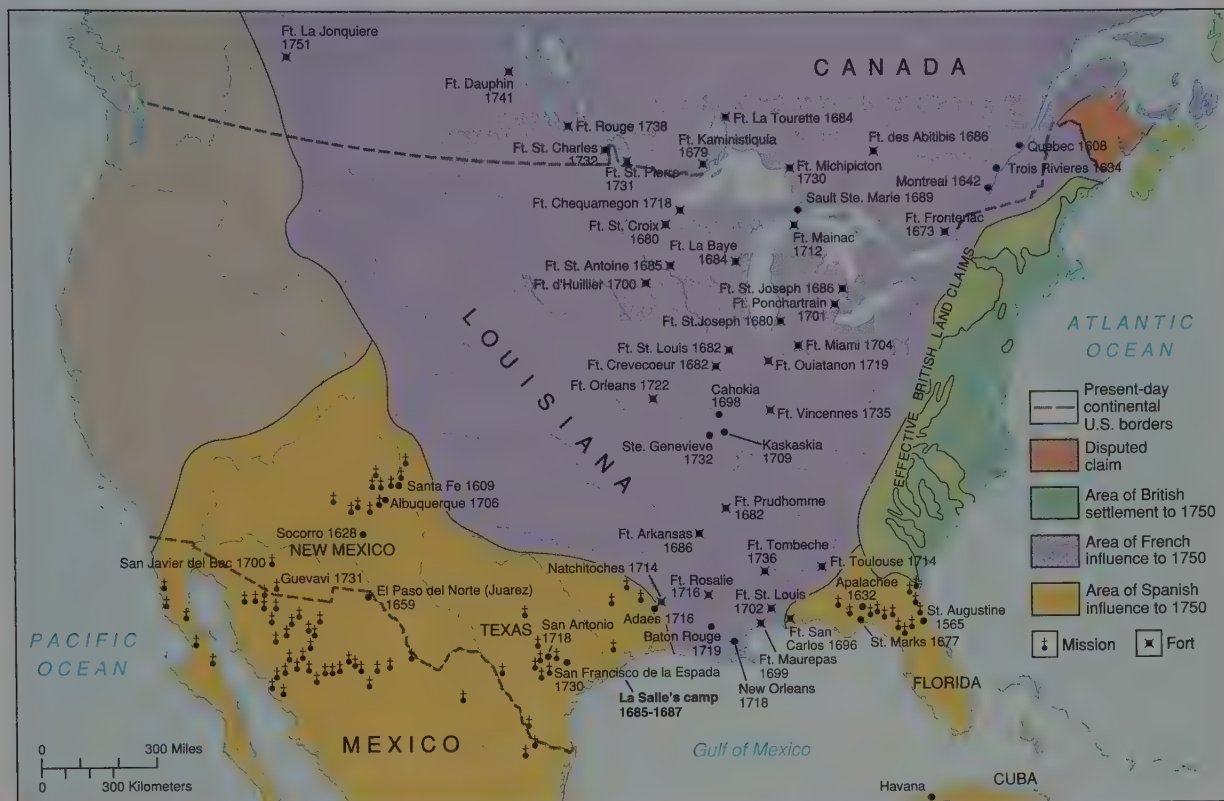 Ft. La Jonquiere
1751
CANADA
Ft. Dauphin
1741
Ft. La Tourette 1684
Ft. Rouge 1738
Ft. Kaministiquia
1679
Ft. des Abitibis 1686
Quebec 1608
Ft. St. Charles
1732
Ft. St. Pierre
1731
Ft. Michipicton
1730
Trois Rivieres 1634
Montreal 1642
Ft. Chequamegon 1718
Sault Ste. Marie 1689
Ft. Frontenac
1673
Ft. St. Croix
1680
Ft. Mainac
1712
Ft. La Baye
1684
Ft. St. Antoine 1685
Ft. d'Huillier 1700
Ft. St. Joseph 1686
Ft. Ponchartrain
1701
Ft. St.Joseph 1680
EFFECTIVE BRITISH LAND CLAIMS
ATLANTIC
OCEAN
LOUISIANA
Ft. St. Louis 1682
Ft. Miami 1704
Ft. Crevecoeur 1682
Ft. Ouiatanon 1719
Ft. Orleans 1722
Cahokia
1698
Ft. Vincennes 1735
Ste. Genevieve
1732
Kaskaskia
1709
Present-day
continental
U.S. borders
Disputed
claim
Area of British
settlement to 1750
Area of French
influence to 1750
Area of Spanish
influence to 1750
Mission
Fort
Santa Fe 1609
Albuquerque 1706
Ft. Prudhomme
1682
Socorro 1628
NEW MEXICO
Ft. Arkansas
1686
San Javier del Bac 1700
Ft. Tombeche
1736
Ft. Toulouse 1714
Guevavi 1731
Natchitoches 1714
El Paso del Norte (Juarez)
1659
Ft. Rosalie
1716
Ft. St. Louis
1702
Apalachee
1632
St. Augustine
1565
Adaes 1716
TEXAS
San Antonio
1718
Baton Rouge
1719
Ft. San
Carlos 1696
St. Marks 1677
PACIFIC
OCEAN
San Francisco de la Espada
1730
Ft. Maurepas
1699
New Orleans
1718
FLORIDA
La Salle's camp
1685-1687
MEXICO
Gulf of Mexico
0 300 Miles
0 300 Kilometers
CUBA
Havana